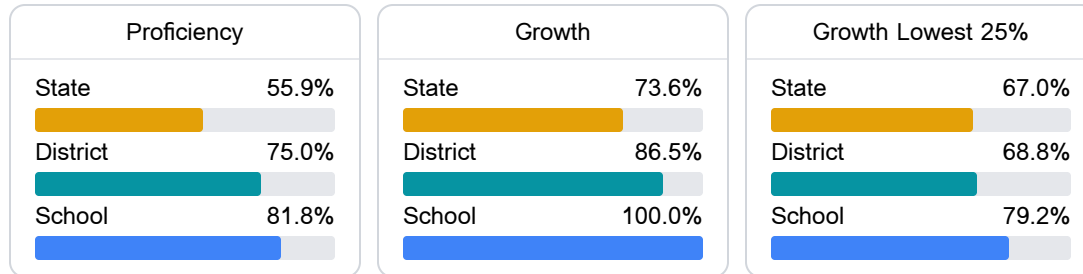 Proficiency
State 55.9%
District 75.0%
School 81.8%
Growth
State 73.6%
District 86.5%
School 100.0%
Growth Lowest 25%
State 67.0%
District 68.8%
School 79.2%